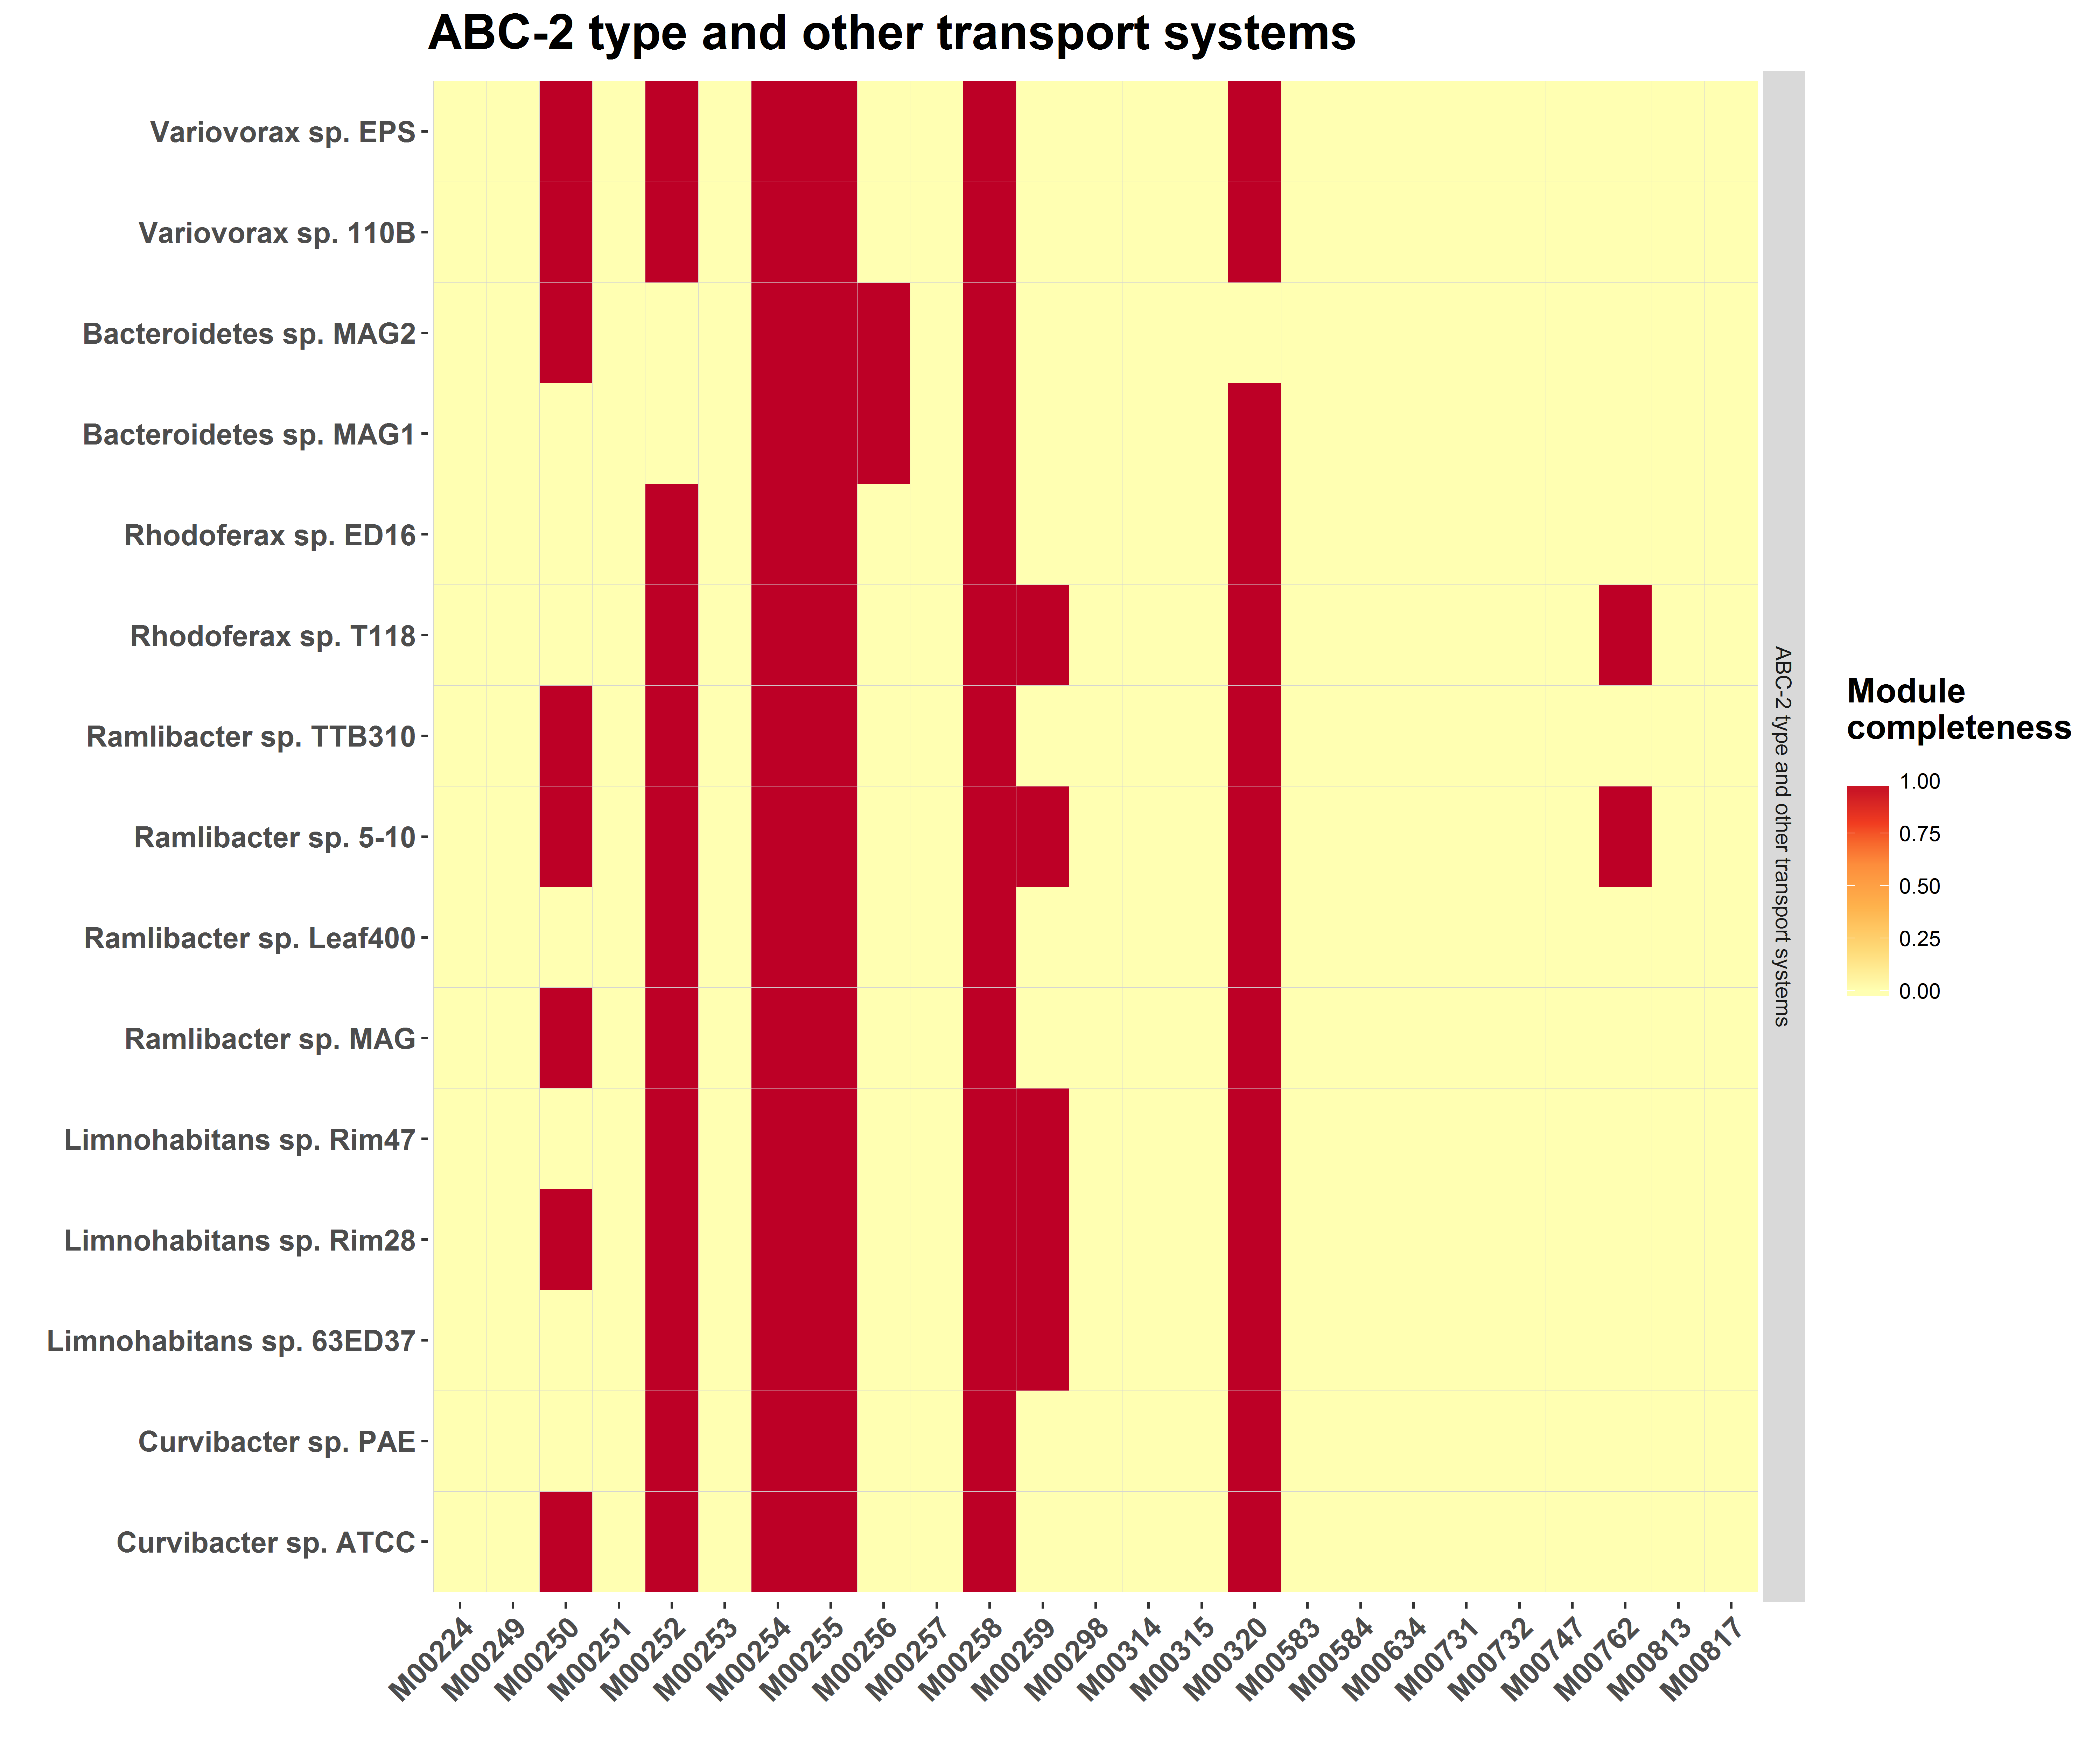 ABC-2 type and other transport systems
Variovorax sp. EPS
Variovorax sp. 110B
Bacteroidetes sp. MAG2
Bacteroidetes sp. MAG1
Rhodoferax sp. ED16
Rhodoferax sp. T118
Ramlibacter sp. TTB310
Ramlibacter sp. 5-10
Ramlibacter sp. Leaf400
Ramlibacter sp. MAG
Limnohabitans sp. Rim47
Limnohabitans sp. Rim28
Limnohabitans sp. 63ED37
Curvibacter sp. PAE
Curvibacter sp. ATCC
M00224
M00249
M00250
M00251
M00252
M00253
M00254
M00255
M00256
M00257
M00258
M00259
M00298
M00314
M00315
M00320
M00583
M00584
M00634
M00731
M00732
M00747
M00762
M00813
M00817
ABC-2 type and other transport systems
Module
completeness
1.00
0.75
0.50
0.25
0.00